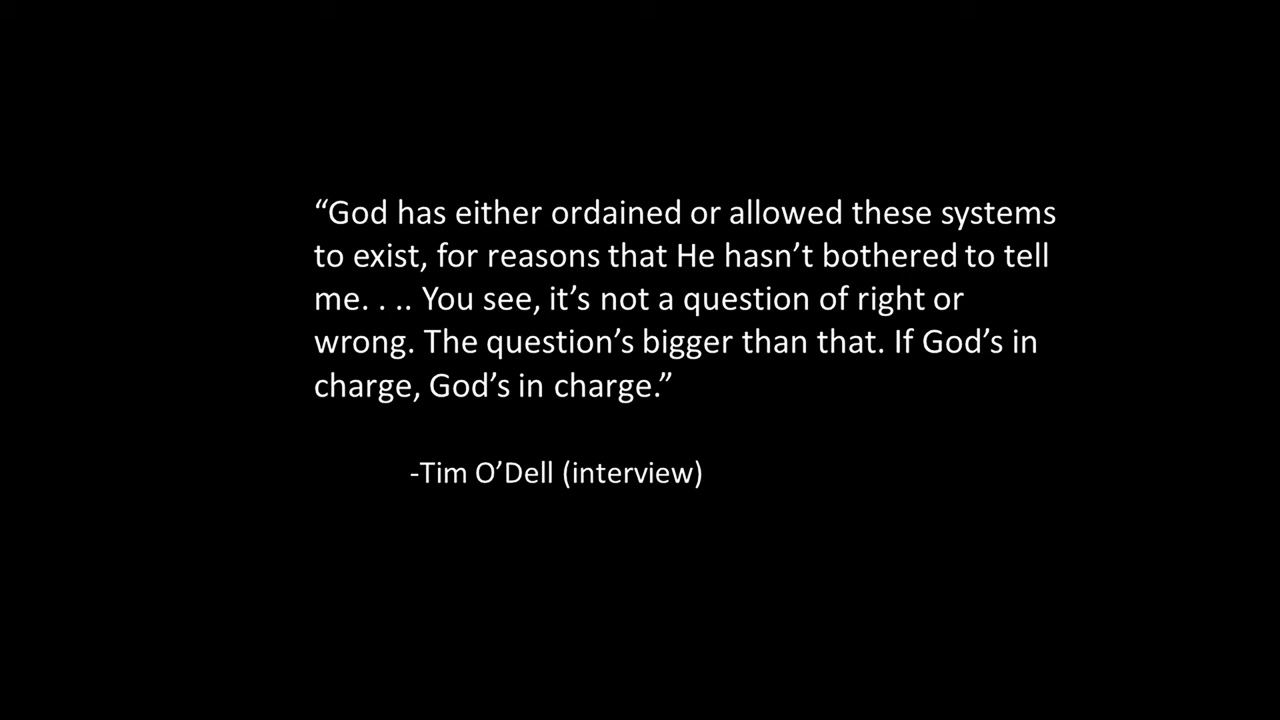 “God has either ordained or allowed these systems
to exist, for reasons that He hasn’t bothered to tell
me. . .. You see, it’s not a question of right or
wrong. The question’s bigger than that. If God’s in
charge, God’s in charge.”
-Tim O’Dell (interview)